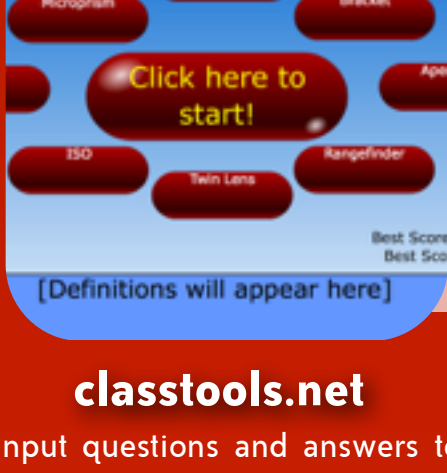 Microprism
Bracket
Click here to
start!
Ape
ISO
Rangefinder
Twin Lens
Best Score
Best Sco
[Definitions will appear here]
classtools.net
nput questions and answers t